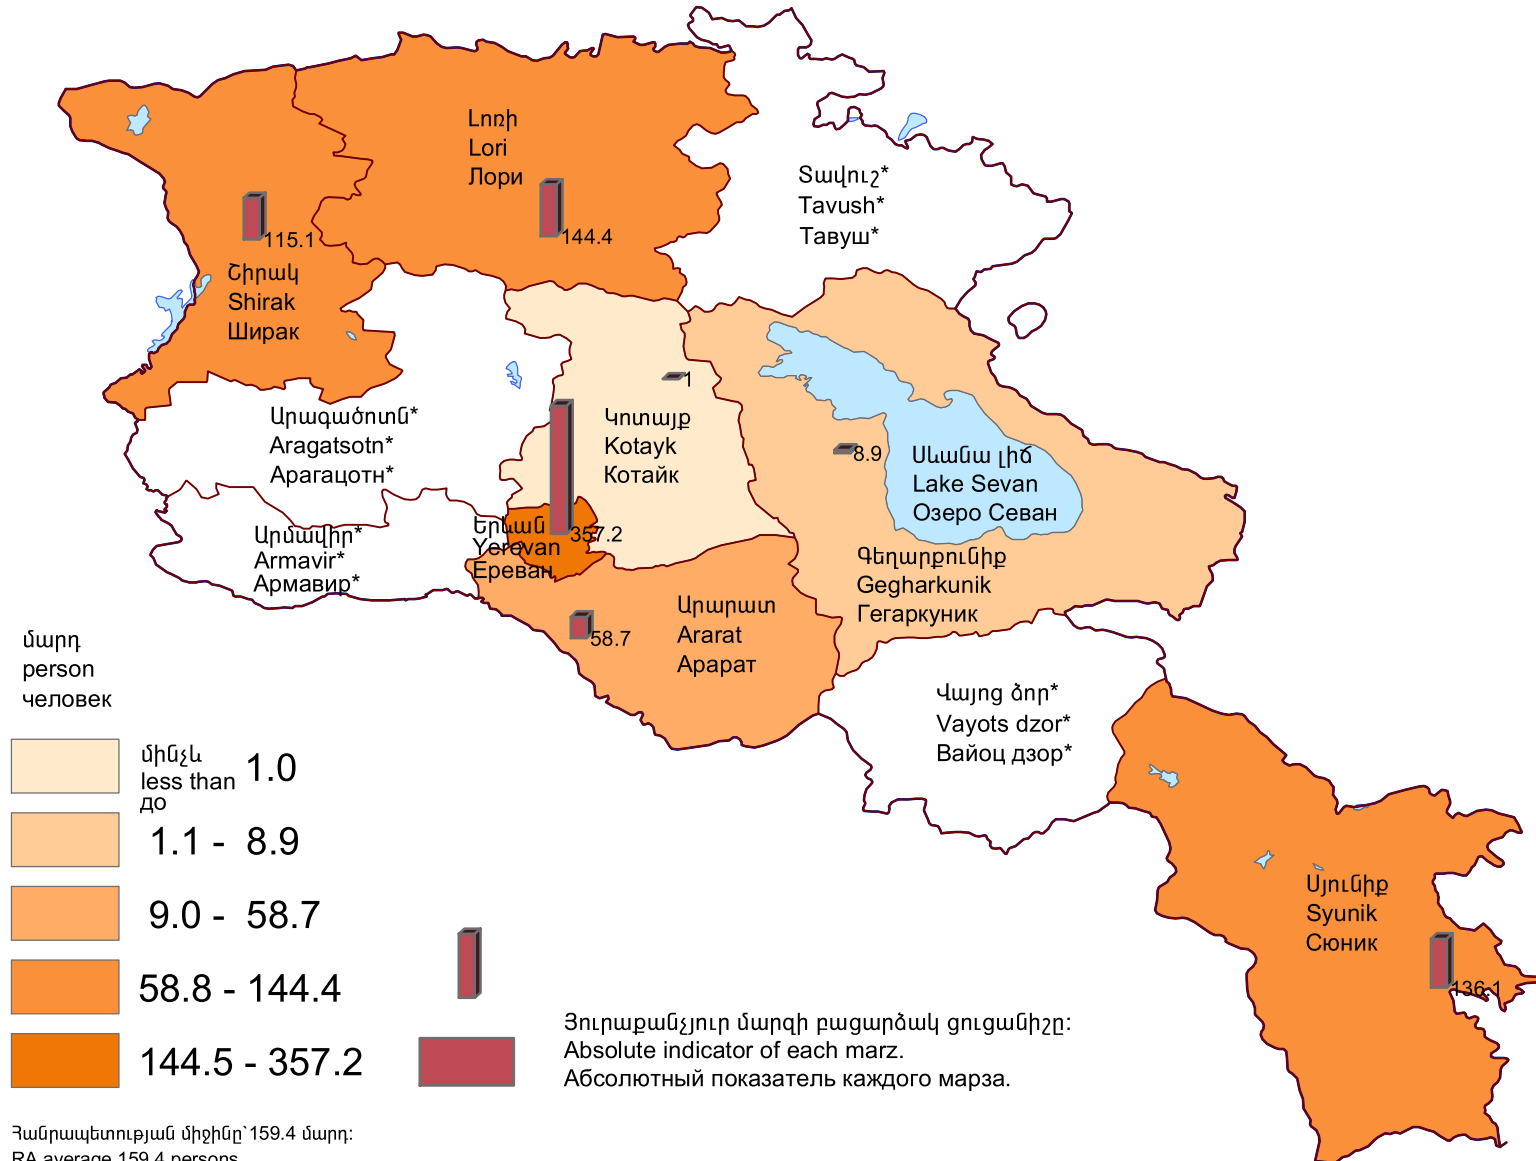 Լոռի
Lori
Лори
144.4
Տավուշ*
Tavush*
Тавуш*
115.1
Շիրակ
Shirak
Ширак
1
Կոտայք
Kotayk
Котайк
Արագածոտն*
Aragatsotn*
Арагацотн*
8.9
Սևանա լիճ
Lake Sevan
Озеро Севан
Արմավիր*
Armavir*
Армавир*
Երևան
Yerevan
Ереван
357.2
Գեղարքունիք
Gegharkunik
Гегаркуник
Արարատ
Ararat
Арарат
58.7
Վայոց ձոր*
Vayots dzor*
Вайоц дзор*
Սյունիք
Syunik
Сюник
136.1
մարդ
person
человек
մինչև
less than 1.0
до
1.1 - 8.9
9.0 - 58.7
58.8 - 144.4
144.5 - 357.2
Յուրաքանչյուր մարզի բացարձակ ցուցանիշը:
Absolute indicator of each marz.
Абсолютный показатель каждого марза.
Հանրապետության միջինը`159.4 մարդ:
RA average 159.4 persons